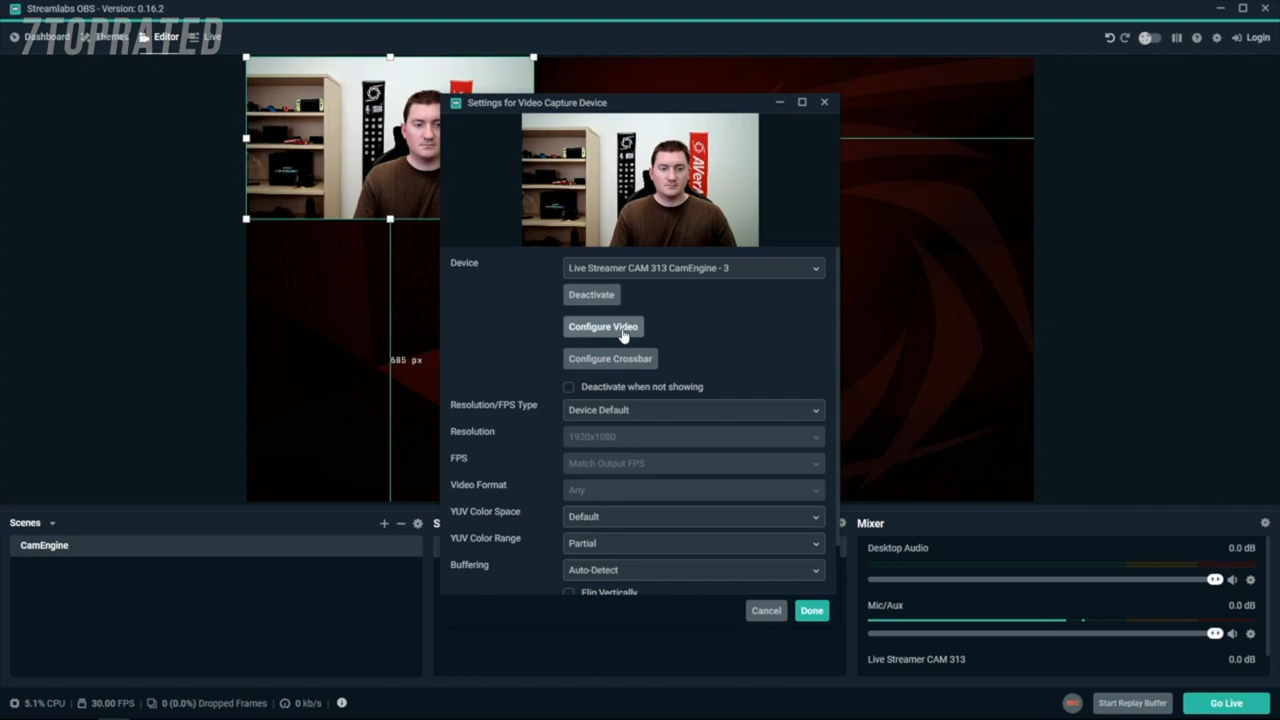 Streamlabs OBS - Version: 0.16.2
7TOPRATED
Dashboard Themes Editor Live
Login
Settings for Video Capture Device
Device
Live Streamer CAM 313 CamEngine - 3
Deactivate
Configure Video
Configure Crossbar
Deactivate when not showing
Resolution/FPS Type
Device Default
Resolution
1920x1080
FPS
Match Output FPS
Video Format
Any
YUV Color Space
Default
YUV Color Range
Partial
Buffering
Auto-Detect
Flip Vertically
Cancel
Done
685 px
Scenes
CamEngine
S
Mixer
Desktop Audio
0.0 dB
Mic/Aux
0.0 dB
Live Streamer CAM 313
0.0 dB
5.1% CPU
30.00 FPS
0 (0.0%) Dropped Frames
0 kb/s
REC
Start Replay Buffer
Go Live